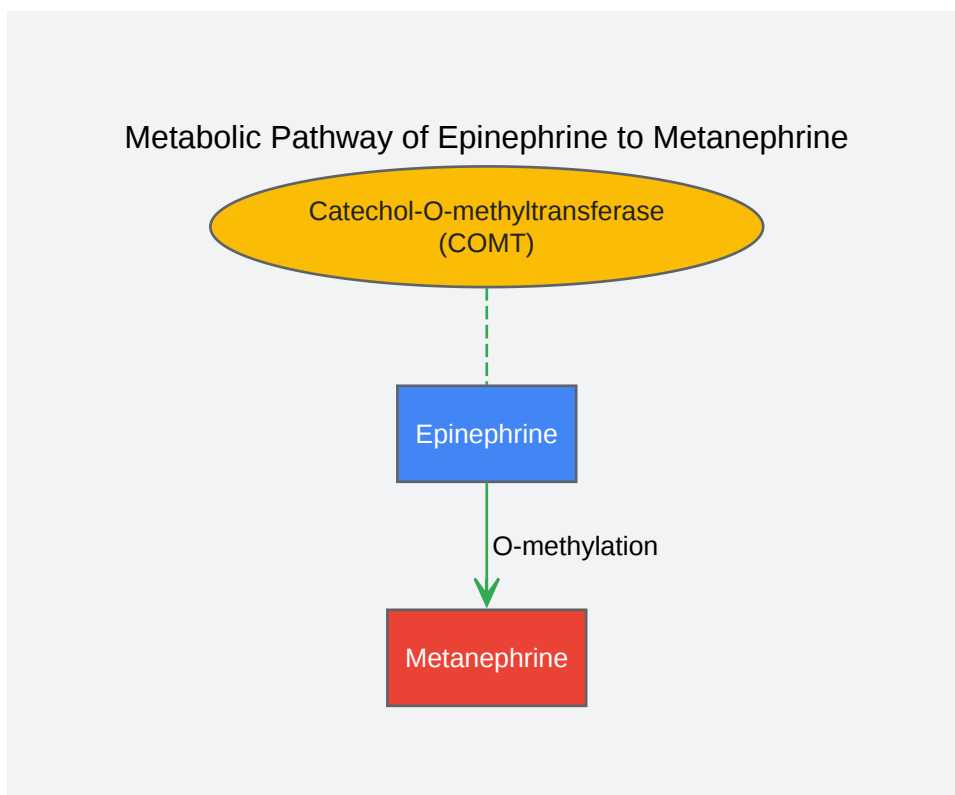 Metabolic Pathway of Epinephrine to Metanephrine
Catechol-O-methyltransferase
(COMT)
Epinephrine
O-methylation
Metanephrine